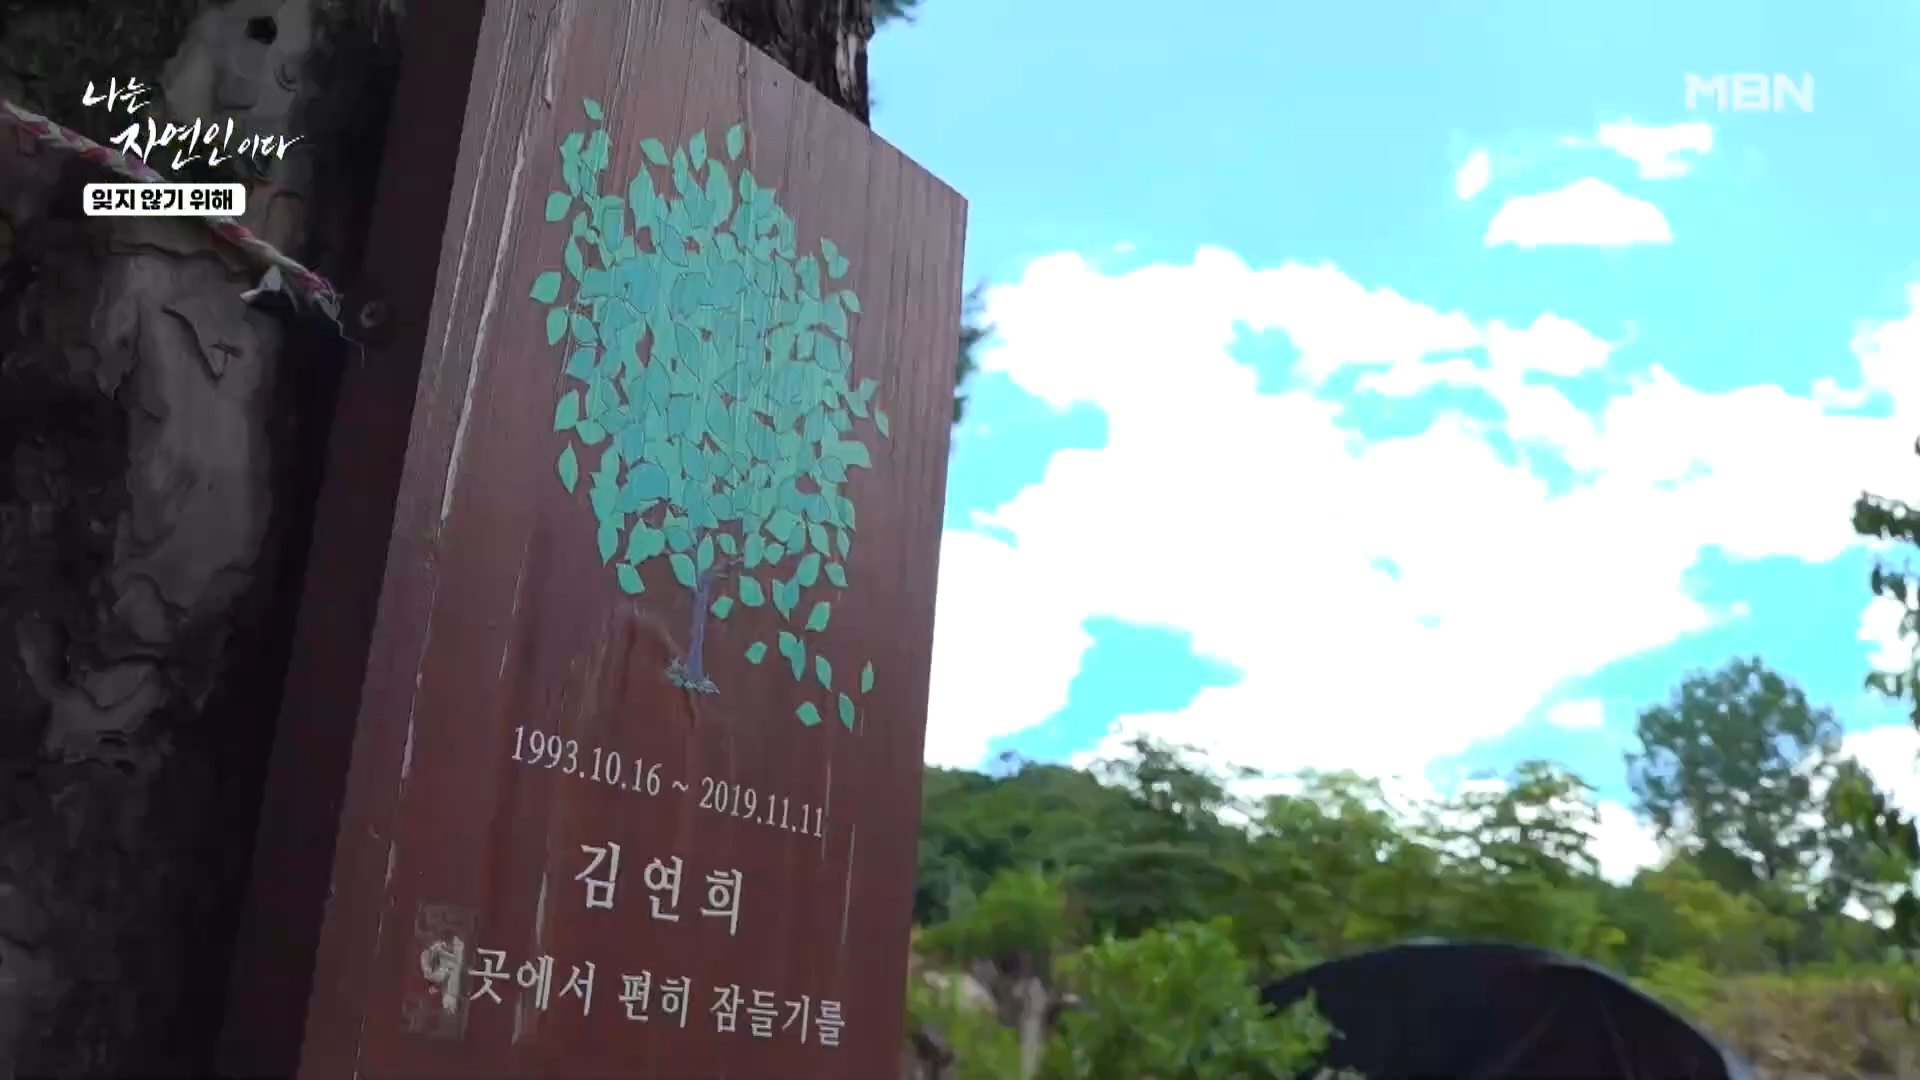 나는
자연인이다
잊지 않기 위해
MBN
1993.10.16 ~ 2019.11.11
김연희
곳에서 편히 잠들기를